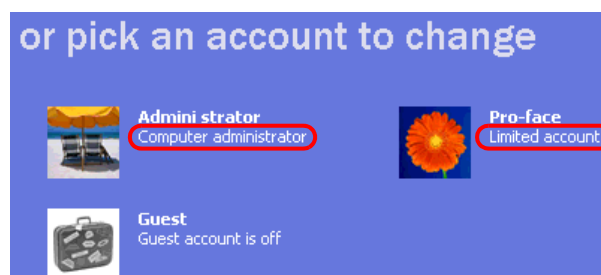 or pick an account to change
Admini strator
Computer administrator
Pro-face
Limited account
Guest
Guest account is off